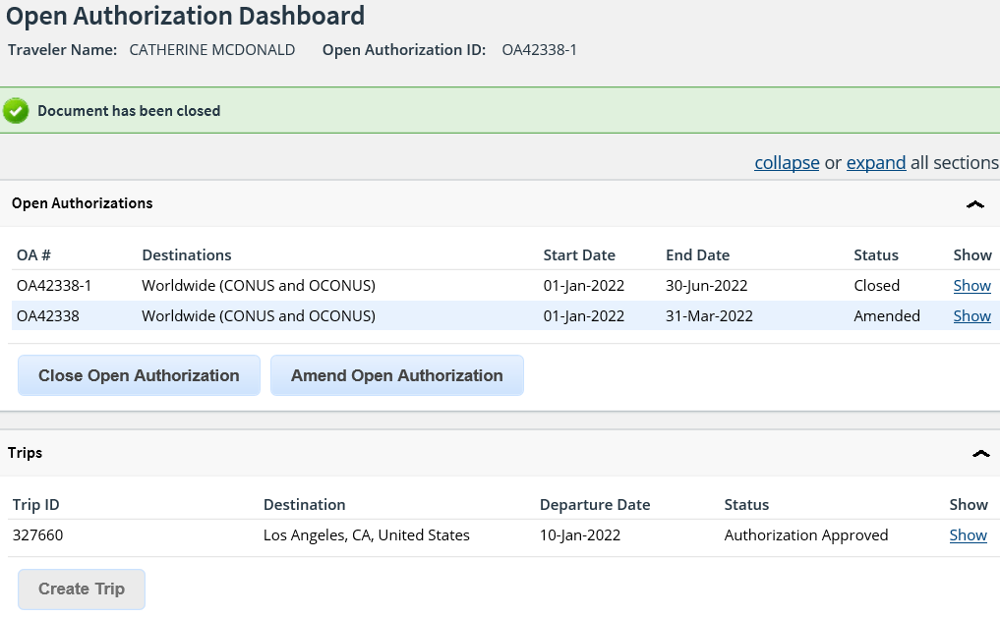 Open Authorization Dashboard
Traveler Name: CATHERINE MCDONALD Open Authorization ID: OA42338-1
Document has been closed
collapse or expand all sections
Open Authorizations
OA # Destinations Start Date End Date Status Show
OA42338-1 Worldwide (CONUS and OCONUS) 01-Jan-2022 30-Jun-2022 Closed Show
OA42338 Worldwide (CONUS and OCONUS) 01-Jan-2022 31-Mar-2022 Amended Show
Close Open Authorization Amend Open Authorization
Trips
Trip ID Destination Departure Date Status Show
327660 Los Angeles, CA, United States 10-Jan-2022 Authorization Approved Show
Create Trip